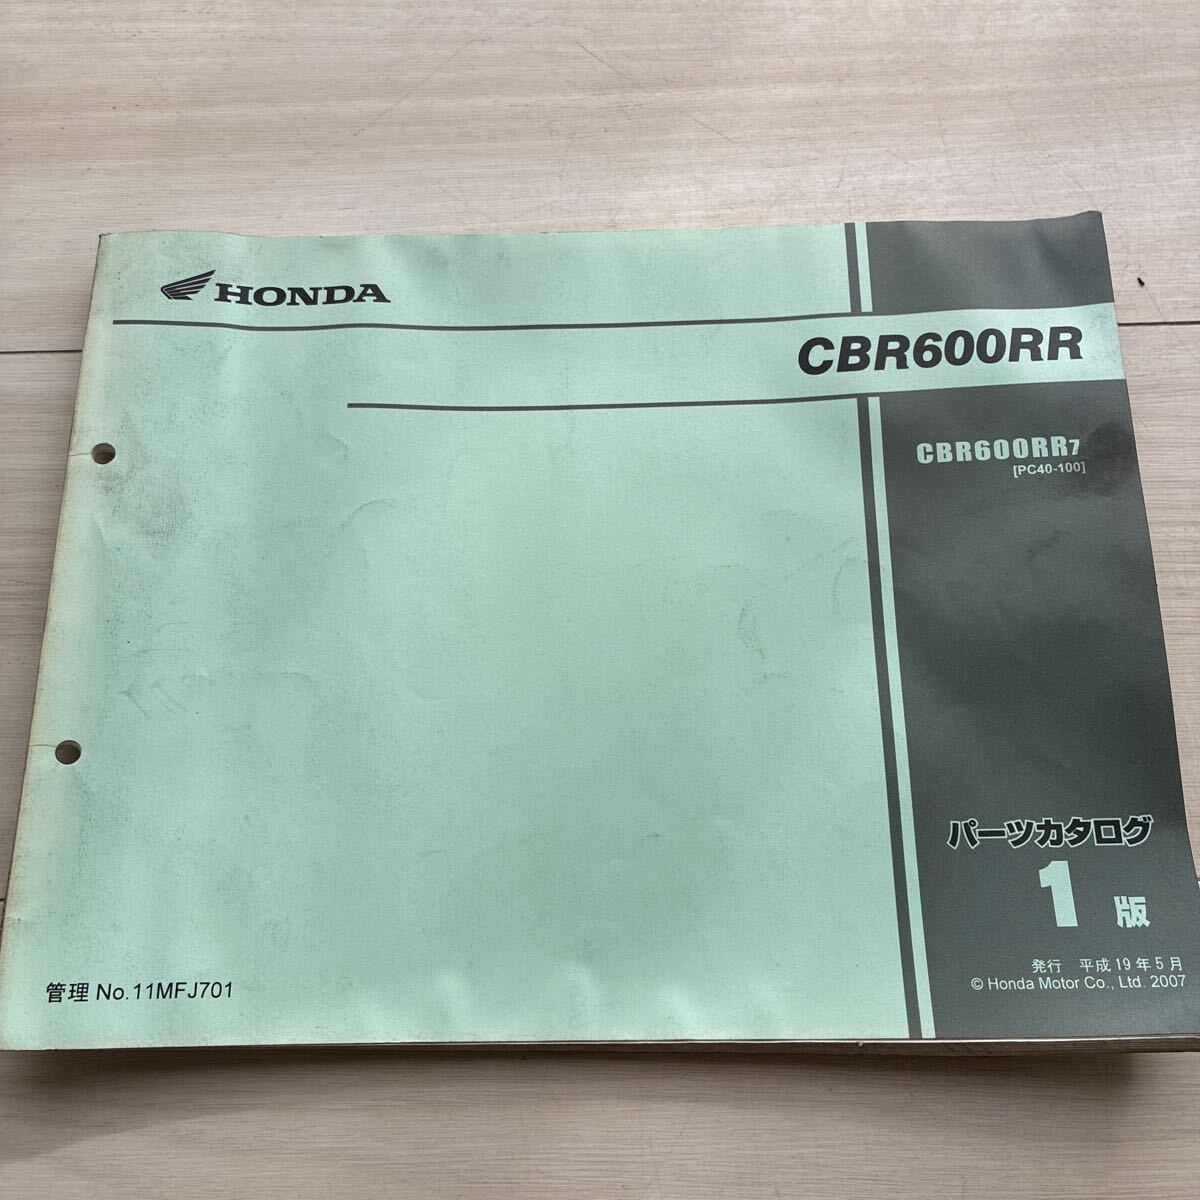 HONDA
CBR600RR
CBR600RR7
[PC40-100]
パーツカタログ
1 版
発行 平成19年5月
© Honda Motor Co., Ltd. 2007
管理 No.11MFJ701